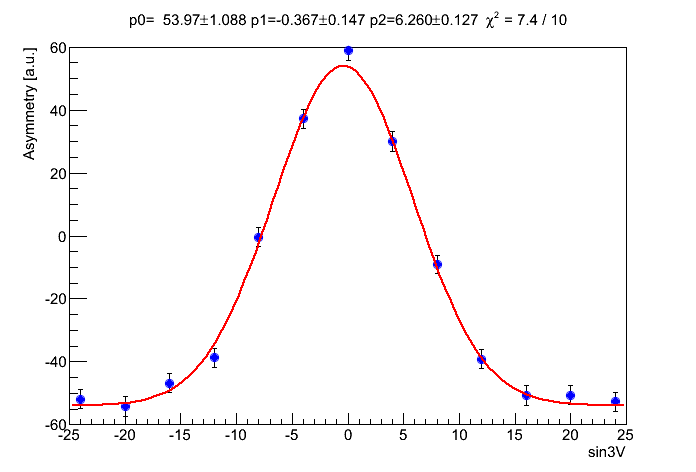 p0=  53.97±1.088 p1=-0.367±0.147 p2=6.260±0.127  χ² = 7.4 / 10
Asymmetry [a.u.]
60
40
20
0
-20
-40
-60
-25 -20 -15 -10 -5 0 5 10 15 20 25
sin3V